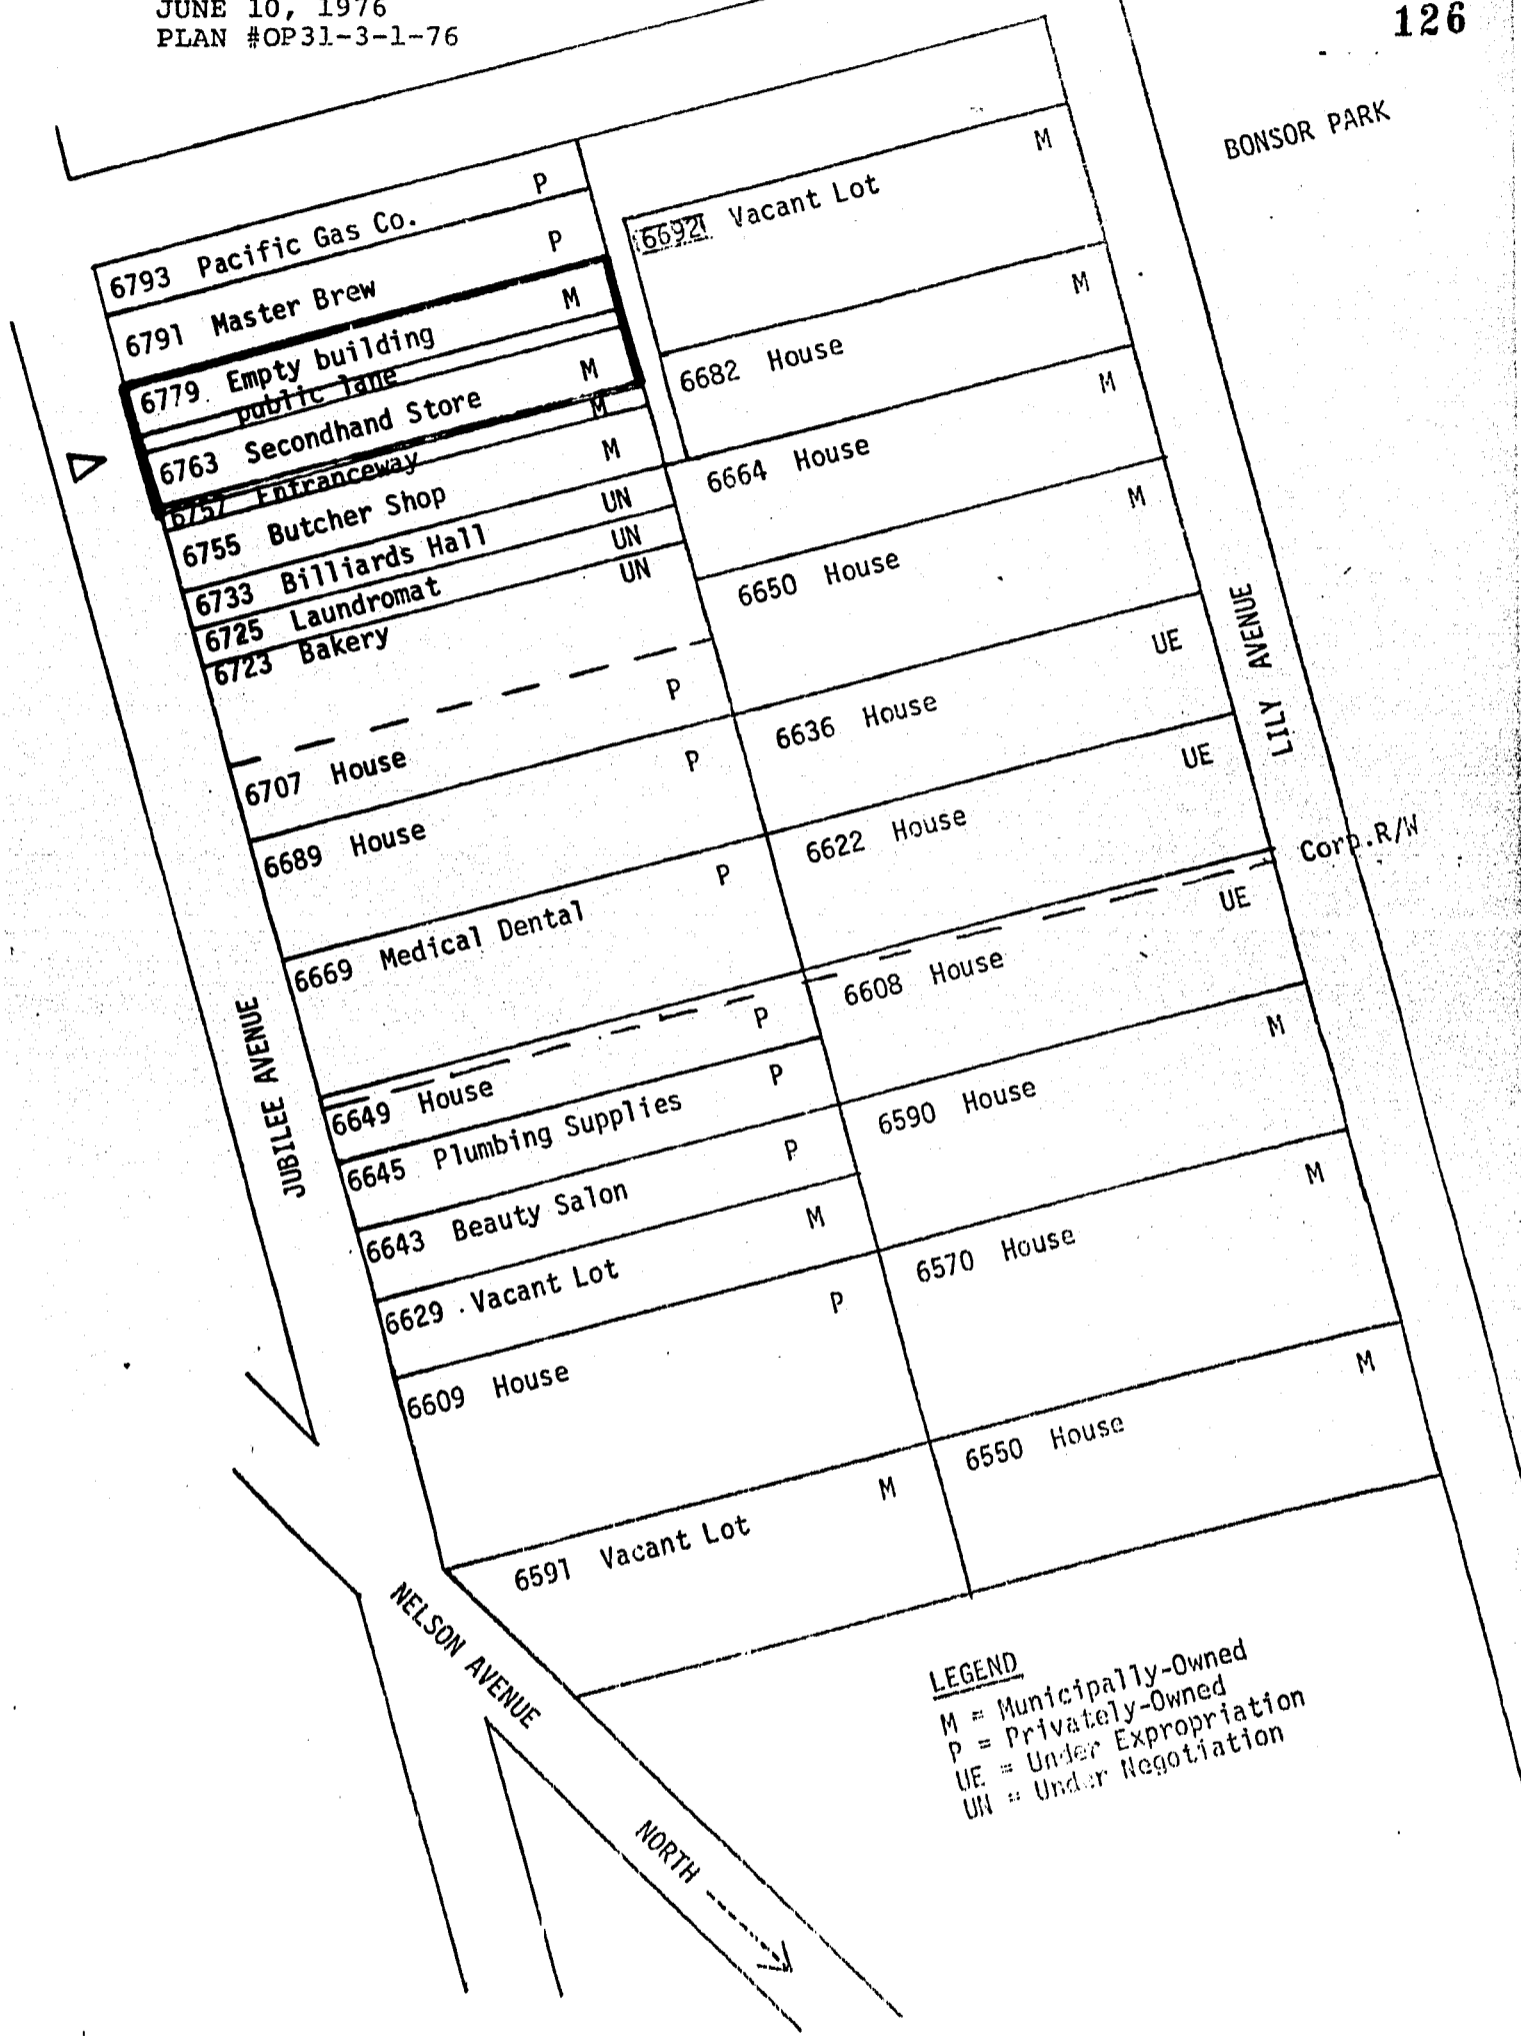 JUNE 10, 1976
PLAN #OP31-3-1-76
126
BONSOR PARK
6793 Pacific Gas Co. P
6791 Master Brew P
6779 Empty building M
public lane
6763 Secondhand Store M
6757 Entranceway M
6755 Butcher Shop M
6733 Billiards Hall UN
6725 Laundromat UN
6723 Bakery UN
6707 House P
6689 House P
6669 Medical Dental P
6649 House P
6645 Plumbing Supplies P
6643 Beauty Salon P
6629 Vacant Lot M
6609 House P
6591 Vacant Lot M
6692 Vacant Lot M
6682 House M
6664 House M
6650 House M
6636 House UE
6622 House UE
6608 House UE
6590 House M
6570 House M
6550 House M
JUBILEE AVENUE
LILLY AVENUE
Corp.R/W
NELSON AVENUE
NORTH
LEGEND
M = Municipally-Owned
P = Privately-Owned
UE = Under Expropriation
UN = Under Negotiation